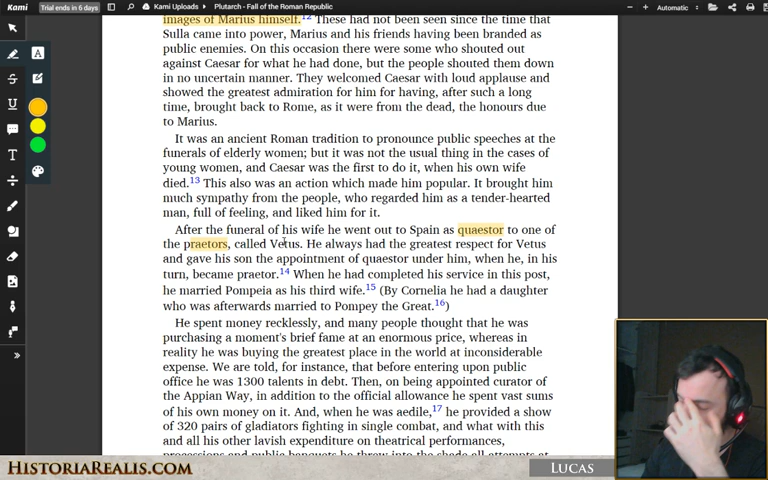 Kami
Trial ends in 6 days
Kami Uploads
Plutarch - Fall of the Roman Republic
Automatic
images of Marius himself.12 These had not been seen since the time that
Sulla came into power, Marius and his friends having been branded as
public enemies. On this occasion there were some who shouted out
against Caesar for what he had done, but the people shouted them down
in no uncertain manner. They welcomed Caesar with loud applause and
showed the greatest admiration for him for having, after such a long
time, brought back to Rome, as it were from the dead, the honours due
to Marius.
It was an ancient Roman tradition to pronounce public speeches at the
funerals of elderly women; but it was not the usual thing in the cases of
young women, and Caesar was the first to do it, when his own wife
died.13 This also was an action which made him popular. It brought him
much sympathy from the people, who regarded him as a tender-hearted
man, full of feeling, and liked him for it.
After the funeral of his wife he went out to Spain as quaestor to one of
the praetors, called Vetus. He always had the greatest respect for Vetus
and gave his son the appointment of quaestor under him, when he, in his
turn, became praetor.14 When he had completed his service in this post,
he married Pompeia as his third wife.15 (By Cornelia he had a daughter
who was afterwards married to Pompey the Great.16)
He spent money recklessly, and many people thought that he was
purchasing a moment's brief fame at an enormous price, whereas in
reality he was buying the greatest place in the world at inconsiderable
expense. We are told, for instance, that before entering upon public
office he was 1300 talents in debt. Then, on being appointed curator of
the Appian Way, in addition to the official allowance he spent vast sums
of his own money on it. And, when he was aedile,17 he provided a show
of 320 pairs of gladiators fighting in single combat, and what with this
and all his other lavish expenditure on theatrical performances,
processions and public banquets he threw into the shade all attempts at
HistoriaRealis.com
Lucas